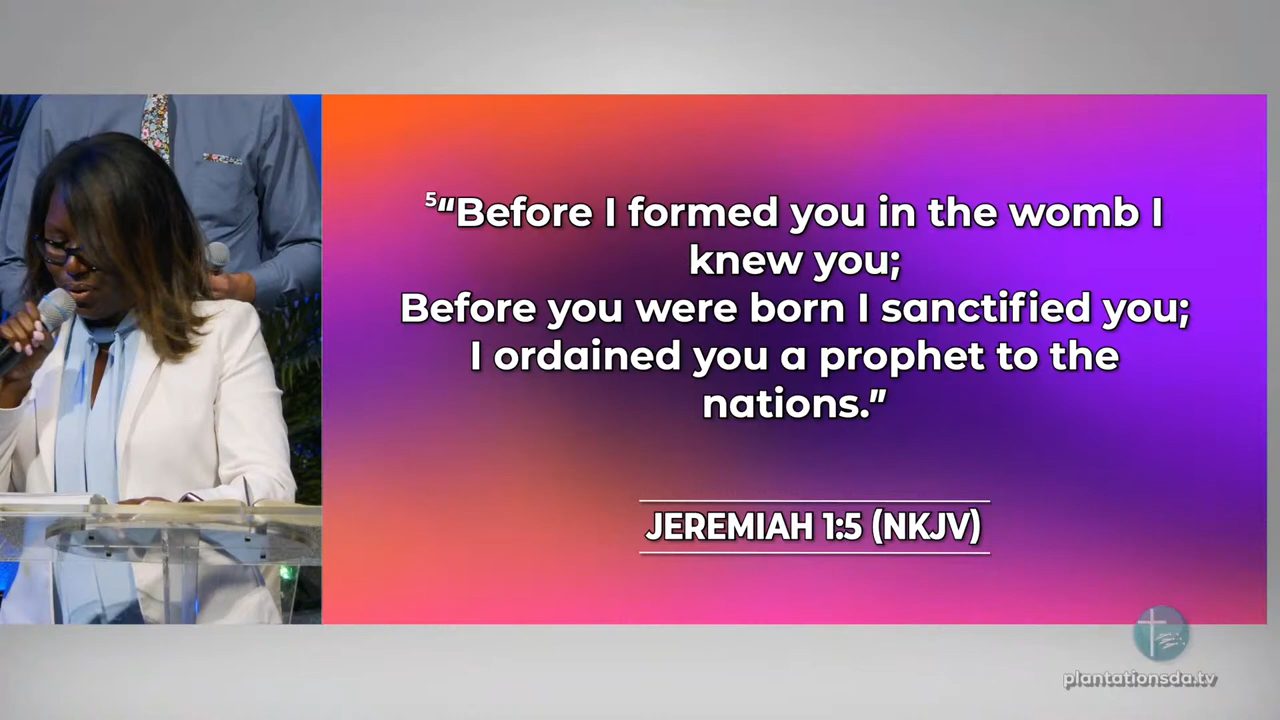 ⁵“Before I formed you in the womb I
knew you;
Before you were born I sanctified you;
I ordained you a prophet to the
nations.”
JEREMIAH 1:5 (NKJV)
plantationsda.tv